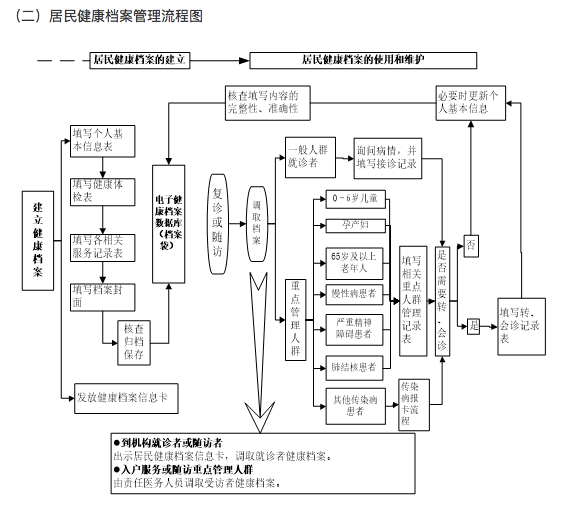 （二）居民健康档案管理流程图
居民健康档案的建立
居民健康档案的使用和维护
建立健康档案
填写个人基
本信息表
填写健康体
检表
填写各相关
服务记录表
填写档案封
面
核查
归档
保存
发放健康档案信息卡
电子健
康档案
数据库
（档案
袋）
核查填写内容的
完整性、准确性
必要时更新个
人基本信息
复诊或随访
调取档案
一般人群
就诊者
询问病情，并
填写接诊记录
重点管理人群
0－6岁儿童
孕产妇
65岁及以上
老年人
慢性病患者
严重精神
障碍患者
肺结核患者
其他传染病
患者
填写
相关
重点
人群
管理
记录
表
传染
病报
卡流
程
是否需要转、会诊
否
是
填写转、
会诊记录
表
●到机构就诊者或随访者
出示居民健康档案信息卡，调取就诊者健康档案。
●入户服务或随访重点管理人群
由责任医务人员调取受访者健康档案。